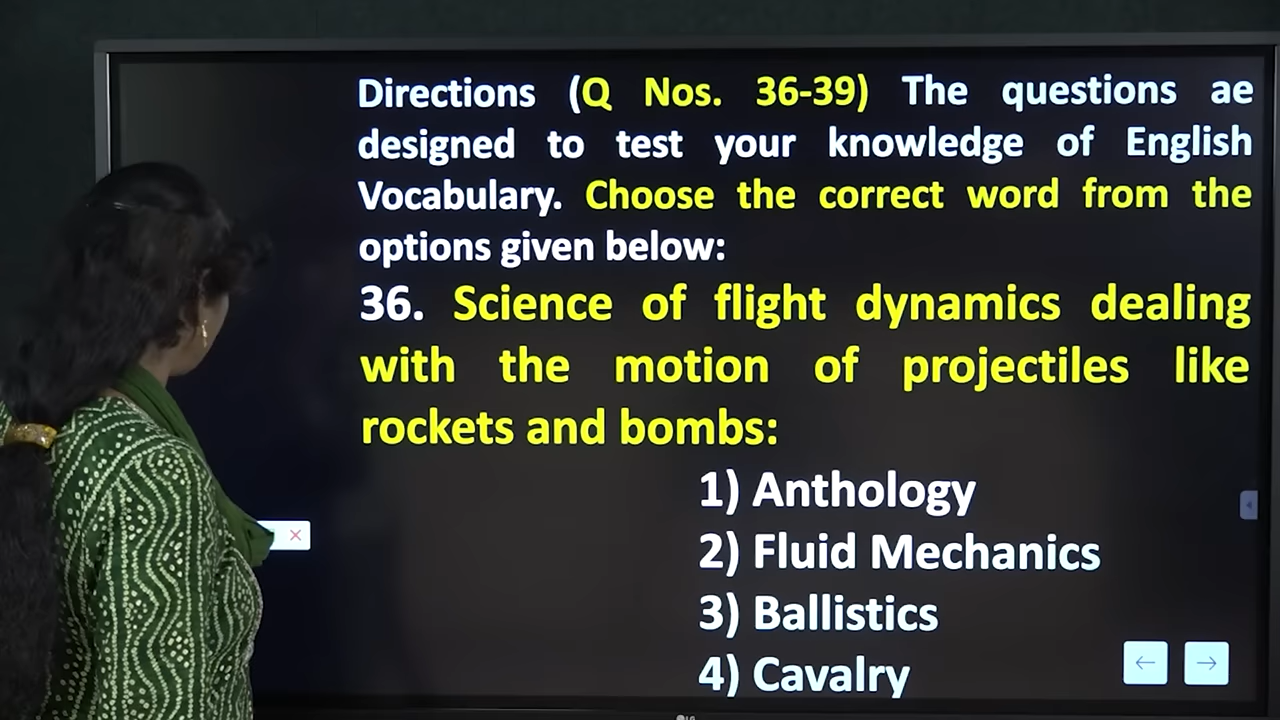 Directions (Q Nos. 36-39) The questions ae
designed to test your knowledge of English
Vocabulary. Choose the correct word from the
options given below:
36. Science of flight dynamics dealing
with the motion of projectiles like
rockets and bombs:
1) Anthology
2) Fluid Mechanics
3) Ballistics
4) Cavalry
LG